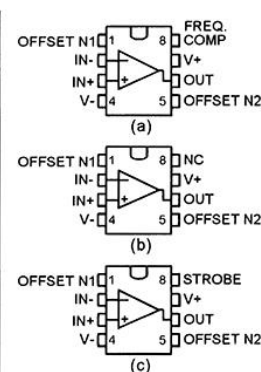 FREQ.
OFFSET N1 1 8 COMP
IN- V+
IN+ OUT
V- 4 5 OFFSET N2
(a)
OFFSET N1 1 8 NC
IN- V+
IN+ OUT
V- 4 5 OFFSET N2
(b)
OFFSET N1 1 8 STROBE
IN- V+
IN+ OUT
V- 4 5 OFFSET N2
(c)